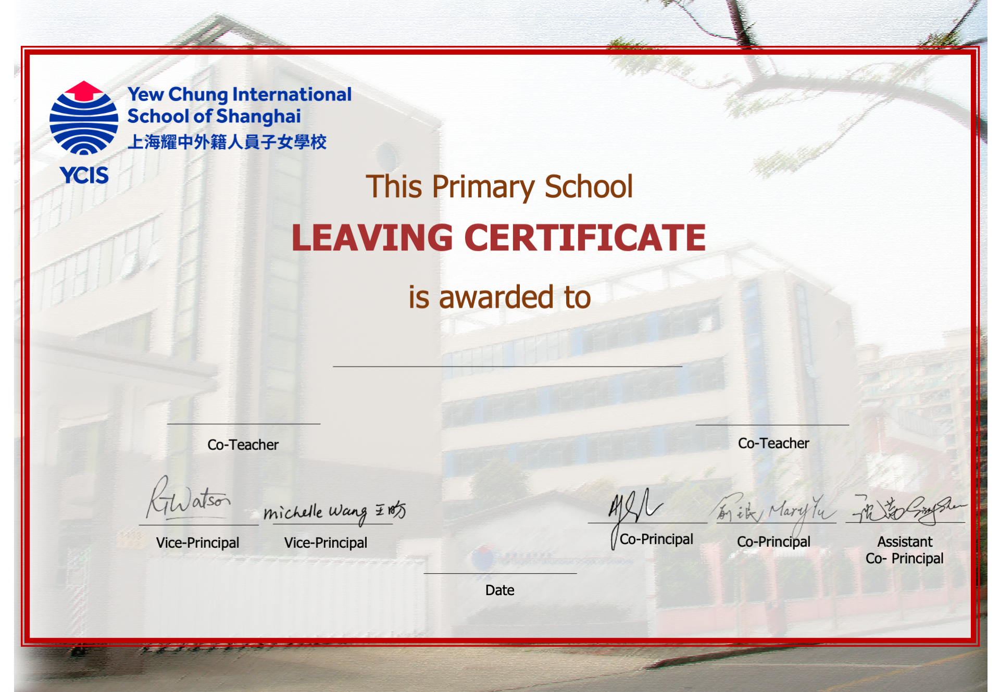 Yew Chung International
School of Shanghai
上海耀中外籍人員子女學校
YCIS
This Primary School
LEAVING CERTIFICATE
is awarded to
Co-Teacher
Co-Teacher
RGWatson
michelle Wang 王昉
Mary Yu
Vice-Principal
Vice-Principal
Co-Principal
Co-Principal
Assistant
Co- Principal
Date